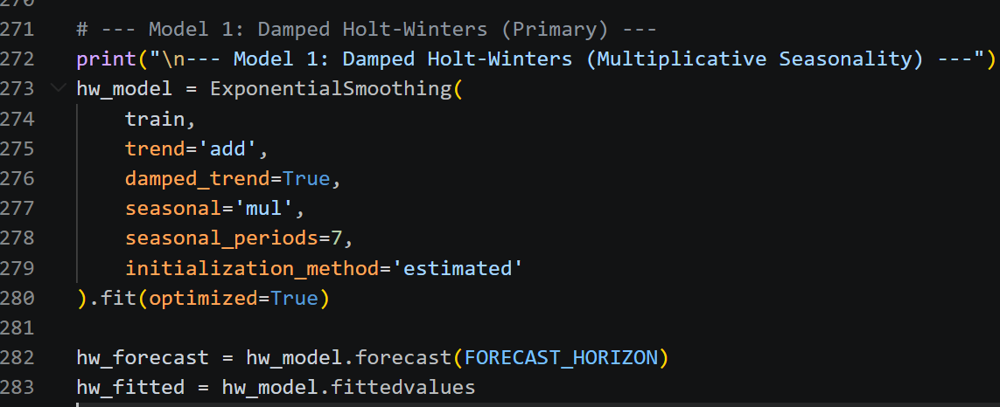 271 # --- Model 1: Damped Holt-Winters (Primary) ---
272 print("\n--- Model 1: Damped Holt-Winters (Multiplicative Seasonality) ---")
273 hw_model = ExponentialSmoothing(
274     train,
275     trend='add',
276     damped_trend=True,
277     seasonal='mul',
278     seasonal_periods=7,
279     initialization_method='estimated'
280 ).fit(optimized=True)
281
282 hw_forecast = hw_model.forecast(FORECAST_HORIZON)
283 hw_fitted = hw_model.fittedvalues